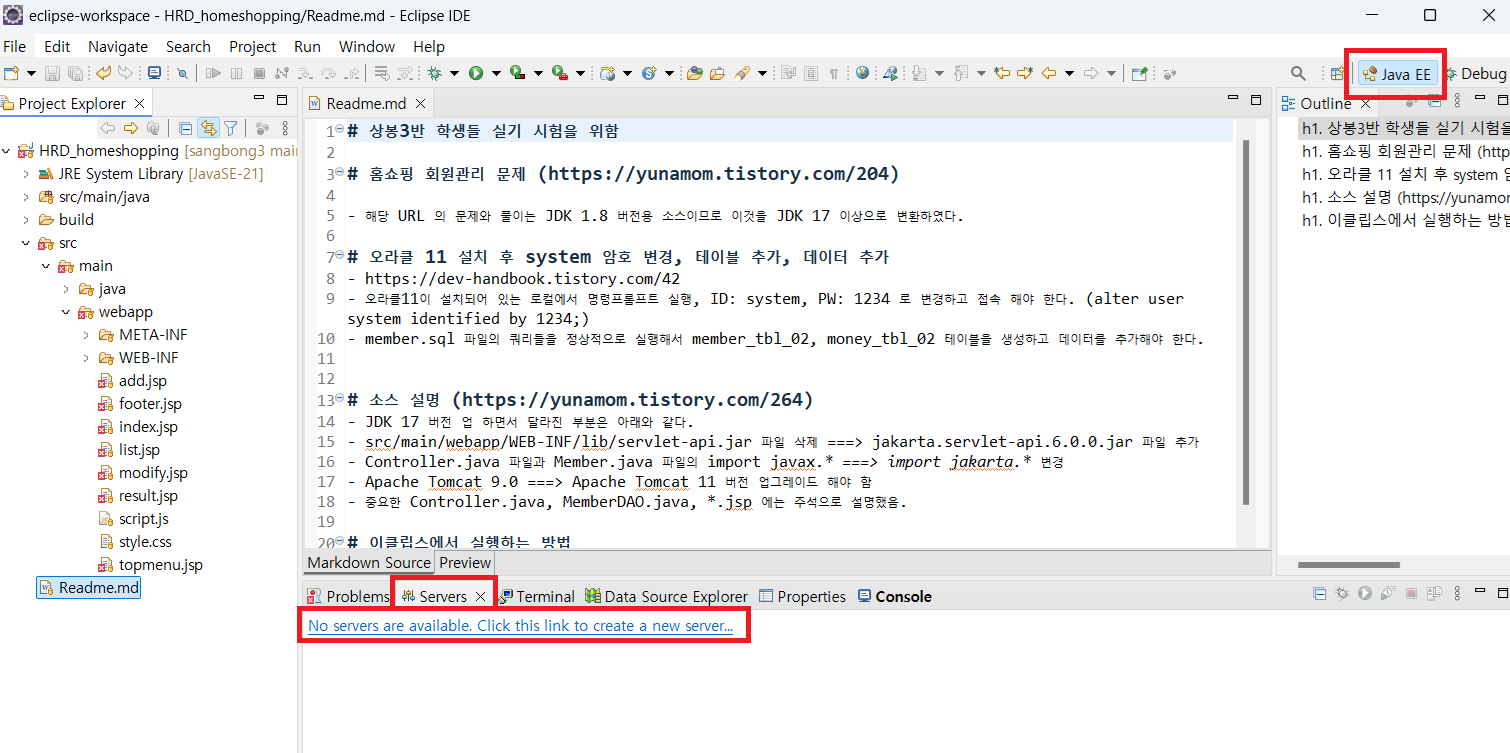 eclipse-workspace - HRD_homeshopping/Readme.md - Eclipse IDE
File Edit Navigate Search Project Run Window Help
Java EE
Debug
Project Explorer
HRD_homeshopping [sangbong3 main
JRE System Library [JavaSE-21]
src/main/java
build
src
main
java
webapp
META-INF
WEB-INF
add.jsp
footer.jsp
index.jsp
list.jsp
modify.jsp
result.jsp
script.js
style.css
topmenu.jsp
Readme.md
Readme.md
1 # 상봉3반 학생들 실기 시험을 위함
2
3 # 홈쇼핑 회원관리 문제 (https://yunamom.tistory.com/204)
4
5 - 해당 URL 의 문제와 풀이는 JDK 1.8 버전용 소스이므로 이것을 JDK 17 이상으로 변환하였다.
6
7 # 오라클 11 설치 후 system 암호 변경, 테이블 추가, 데이터 추가
8 - https://dev-handbook.tistory.com/42
9 - 오라클11이 설치되어 있는 로컬에서 명령프롬프트 실행, ID: system, PW: 1234 로 변경하고 접속 해야 한다. (alter user
system identified by 1234;)
10 - member.sql 파일의 쿼리들을 정상적으로 실행해서 member_tbl_02, money_tbl_02 테이블을 생성하고 데이터를 추가해야 한다.
11
12
13 # 소스 설명 (https://yunamom.tistory.com/264)
14 - JDK 17 버전 업 하면서 달라진 부분은 아래와 같다.
15 - src/main/webapp/WEB-INF/lib/servlet-api.jar 파일 삭제 ===> jakarta.servlet-api.6.0.0.jar 파일 추가
16 - Controller.java 파일과 Member.java 파일의 import javax.* ===> import jakarta.* 변경
17 - Apache Tomcat 9.0 ===> Apache Tomcat 11 버전 업그레이드 해야 함
18 - 중요한 Controller.java, MemberDAO.java, *.jsp 에는 주석으로 설명했음.
19
20 # 이클립스에서 실행하는 방법
Markdown Source Preview
Outline
h1. 상봉3반 학생들 실기 시험을
h1. 홈쇼핑 회원관리 문제 (http
h1. 오라클 11 설치 후 system 암
h1. 소스 설명 (https://yunamom
h1. 이클립스에서 실행하는 방법
Problems Servers Terminal Data Source Explorer Properties Console
No servers are available. Click this link to create a new server...